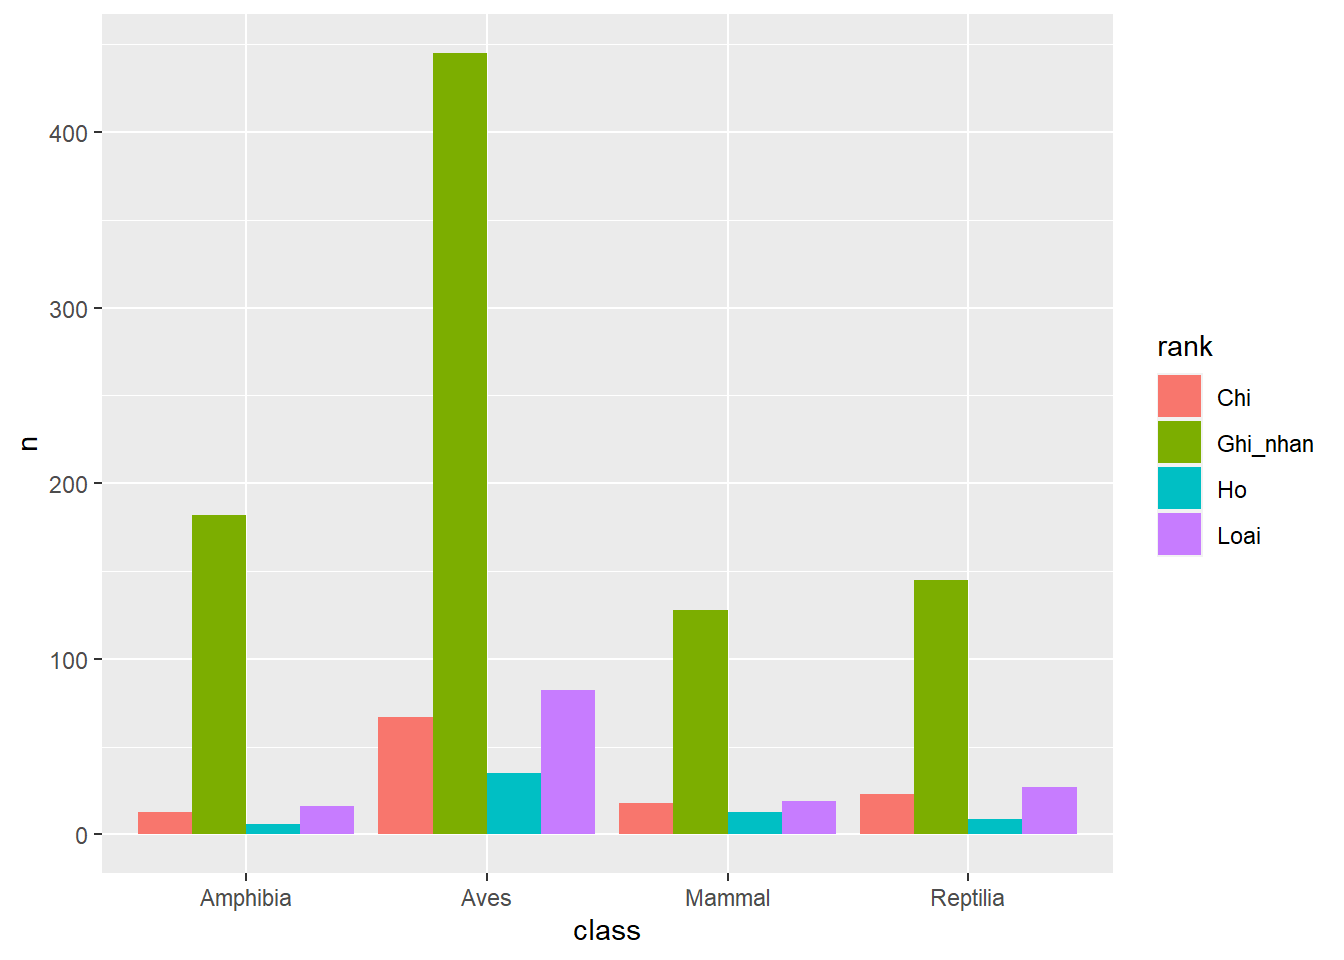 400
300
200
100
0
n
Amphibia
Aves
Mammal
Reptilia
class
rank
Chi
Ghi_nhan
Ho
Loai